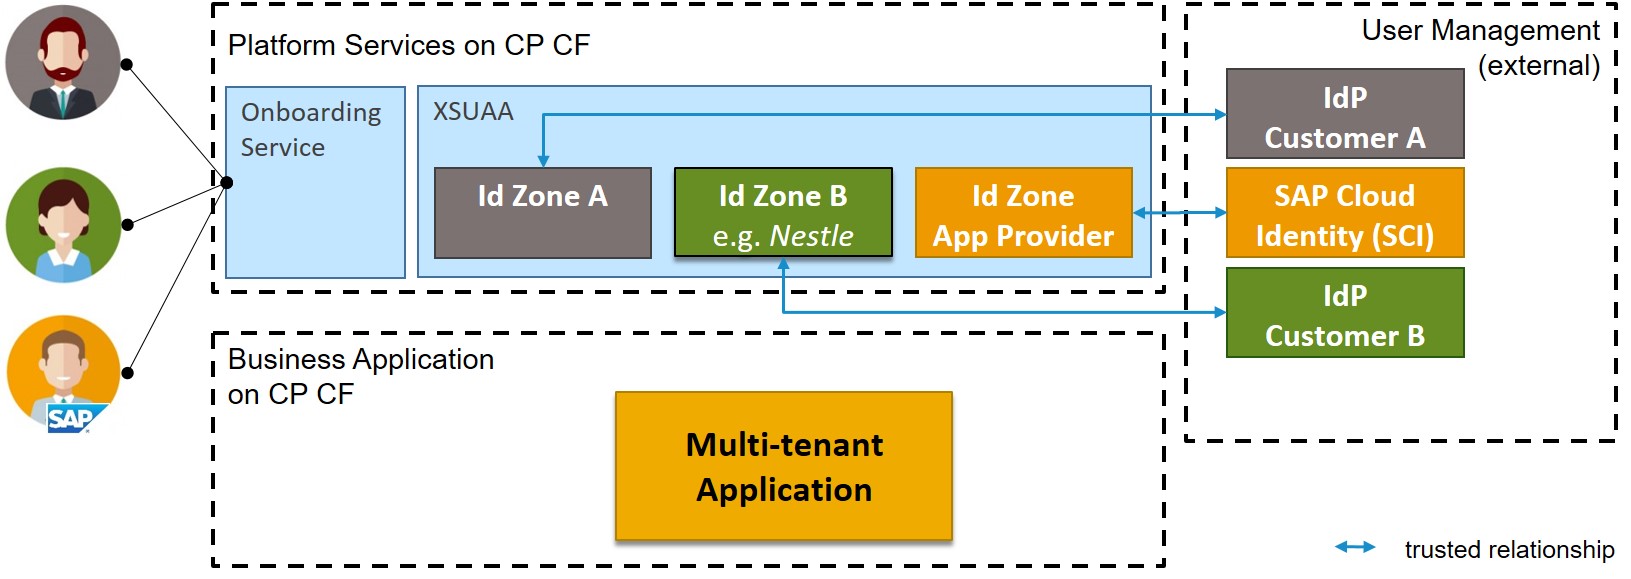 Platform Services on CP CF
Onboarding
Service
XSUAA
Id Zone A
Id Zone B
e.g. Nestle
Id Zone
App Provider
User Management
(external)
IdP
Customer A
SAP Cloud
Identity (SCI)
IdP
Customer B
SAP
Business Application
on CP CF
Multi-tenant
Application
trusted relationship